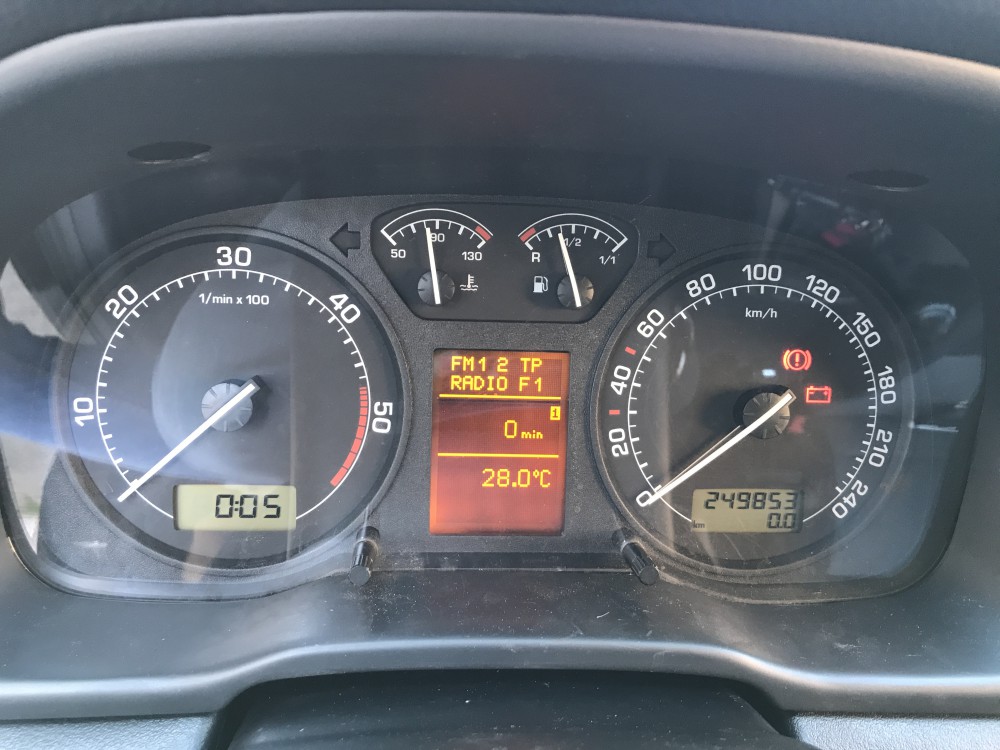 50 90 130
R 1/2 1/1
10 20 30 40 50
1/min x 100
0:05
FM1 2 TP
RADIO F1
1
0 min
28.0°C
0 20 40 60 80 100 120 150 180 210 240
km/h
249853
km 0.0